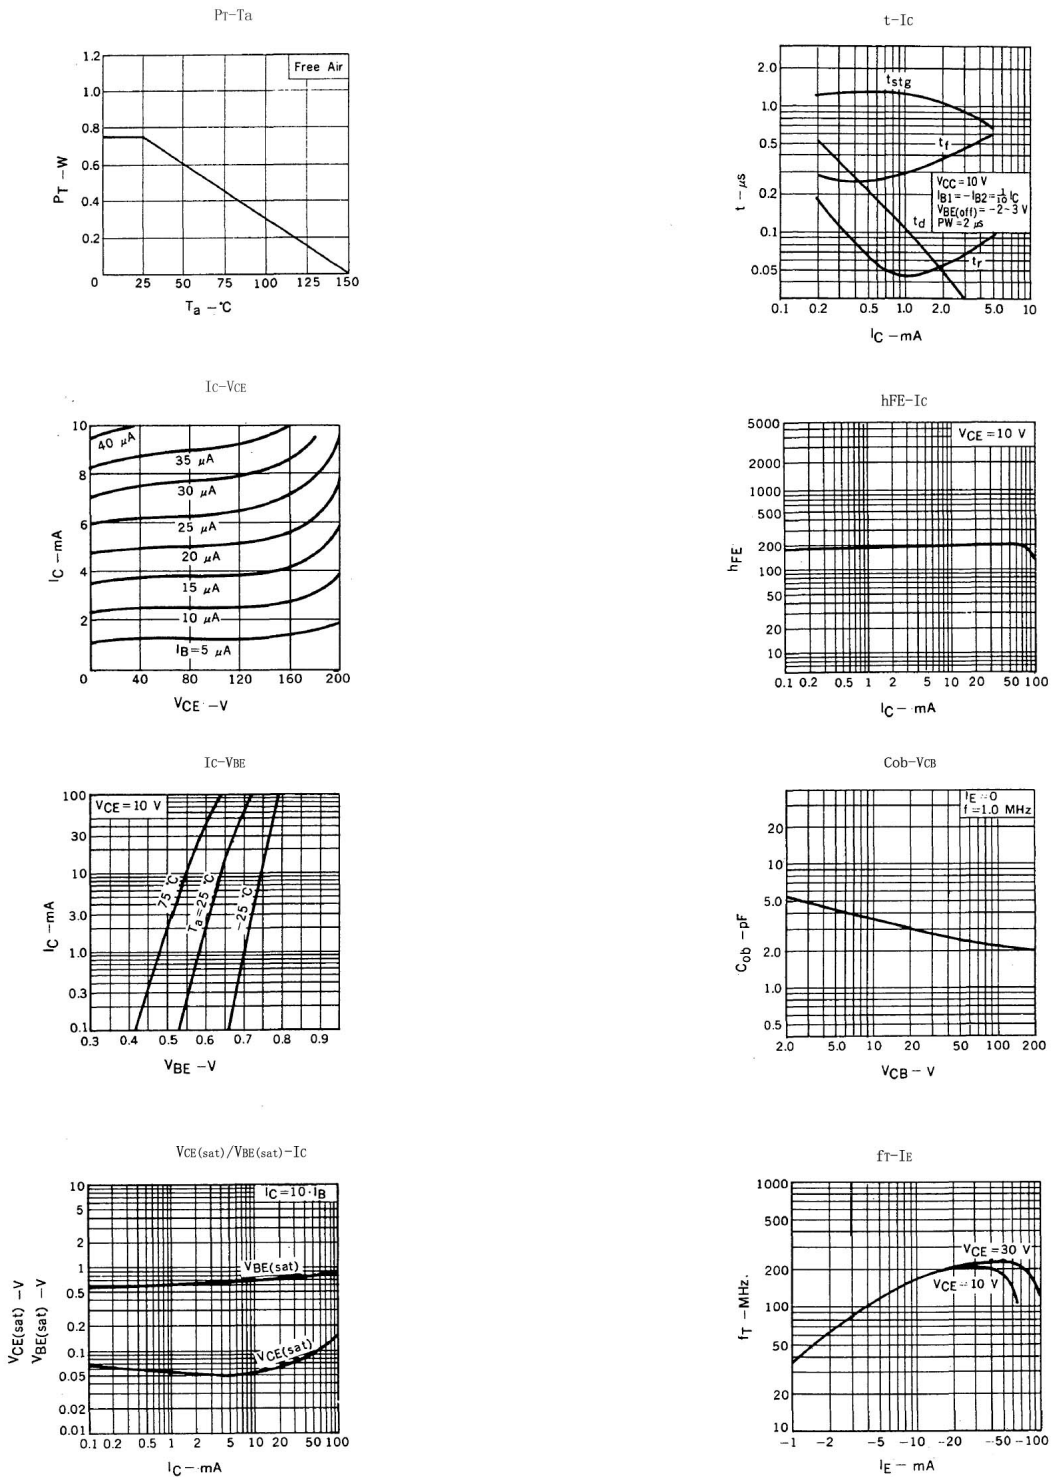 PT-Ta
1.2
1.0
0.8
0.6
0.4
0.2
PT -W
Free Air
0 25 50 75 100 125 150
Ta -°C
t-IC
2.0
1.0
0.5
0.2
0.1
0.05
t -μs
tstg
tf
td
tr
VCC=10 V
IB1=-IB2=1/10 IC
VBE(off)=-2~3 V
PW=2 μs
0.1 0.2 0.5 1.0 2.0 5.0 10
IC -mA
IC-VCE
10
8
6
4
2
IC -mA
40 μA
35 μA
30 μA
25 μA
20 μA
15 μA
10 μA
IB=5 μA
0 40 80 120 160 200
VCE -V
hFE-IC
5000
2000
1000
500
200
100
50
20
10
hFE
VCE=10 V
0.1 0.2 0.5 1 2 5 10 20 50 100
IC- mA
IC-VBE
100
30
10
3.0
1.0
0.3
0.1
IC -mA
VCE=10 V
75 °C
Ta=25 °C
-25 °C
0.3 0.4 0.5 0.6 0.7 0.8 0.9
VBE -V
Cob-VCB
20
10
5.0
2.0
1.0
0.5
Cob -pF
IE=0
f=1.0 MHz
2.0 5.0 10 20 50 100 200
VCB- V
VCE(sat)/VBE(sat)-IC
10
5
2
1
0.5
0.2
0.1
0.05
0.02
0.01
VCE(sat) -V
VBE(sat) -V
IC=10·IB
VBE(sat)
VCE(sat)
0.1 0.2 0.5 1 2 5 10 20 50 100
IC- mA
fT-IE
1000
500
200
100
50
20
10
fT -MHz.
VCE=30 V
VCE=10 V
-1 -2 -5 -10 -20 -50 -100
IE- mA